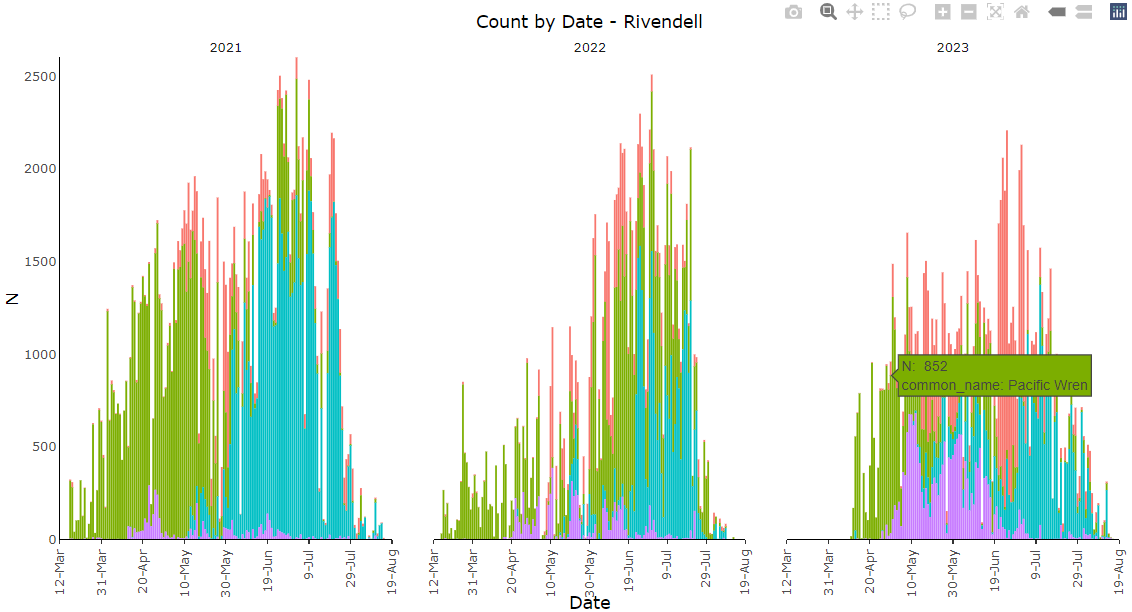 Count by Date - Rivendell
2021 2022 2023
2500
2000
1500
1000
500
0
N
N: 852
common_name: Pacific Wren
12-Mar 31-Mar 20-Apr 10-May 30-May 19-Jun 9-Jul 29-Jul 19-Aug
12-Mar 31-Mar 20-Apr 10-May 30-May 19-Jun 9-Jul 29-Jul 19-Aug
12-Mar 31-Mar 20-Apr 10-May 30-May 19-Jun 9-Jul 29-Jul 19-Aug
Date